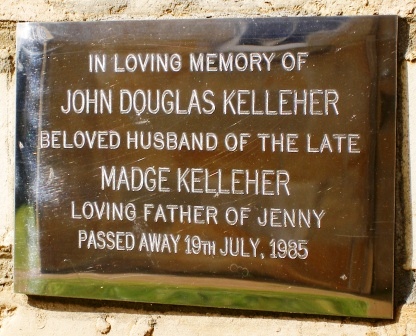 IN LOVING MEMORY OF
JOHN DOUGLAS KELLEHER
BELOVED HUSBAND OF THE LATE
MADGE KELLEHER
LOVING FATHER OF JENNY
PASSED AWAY 19TH JULY, 1985